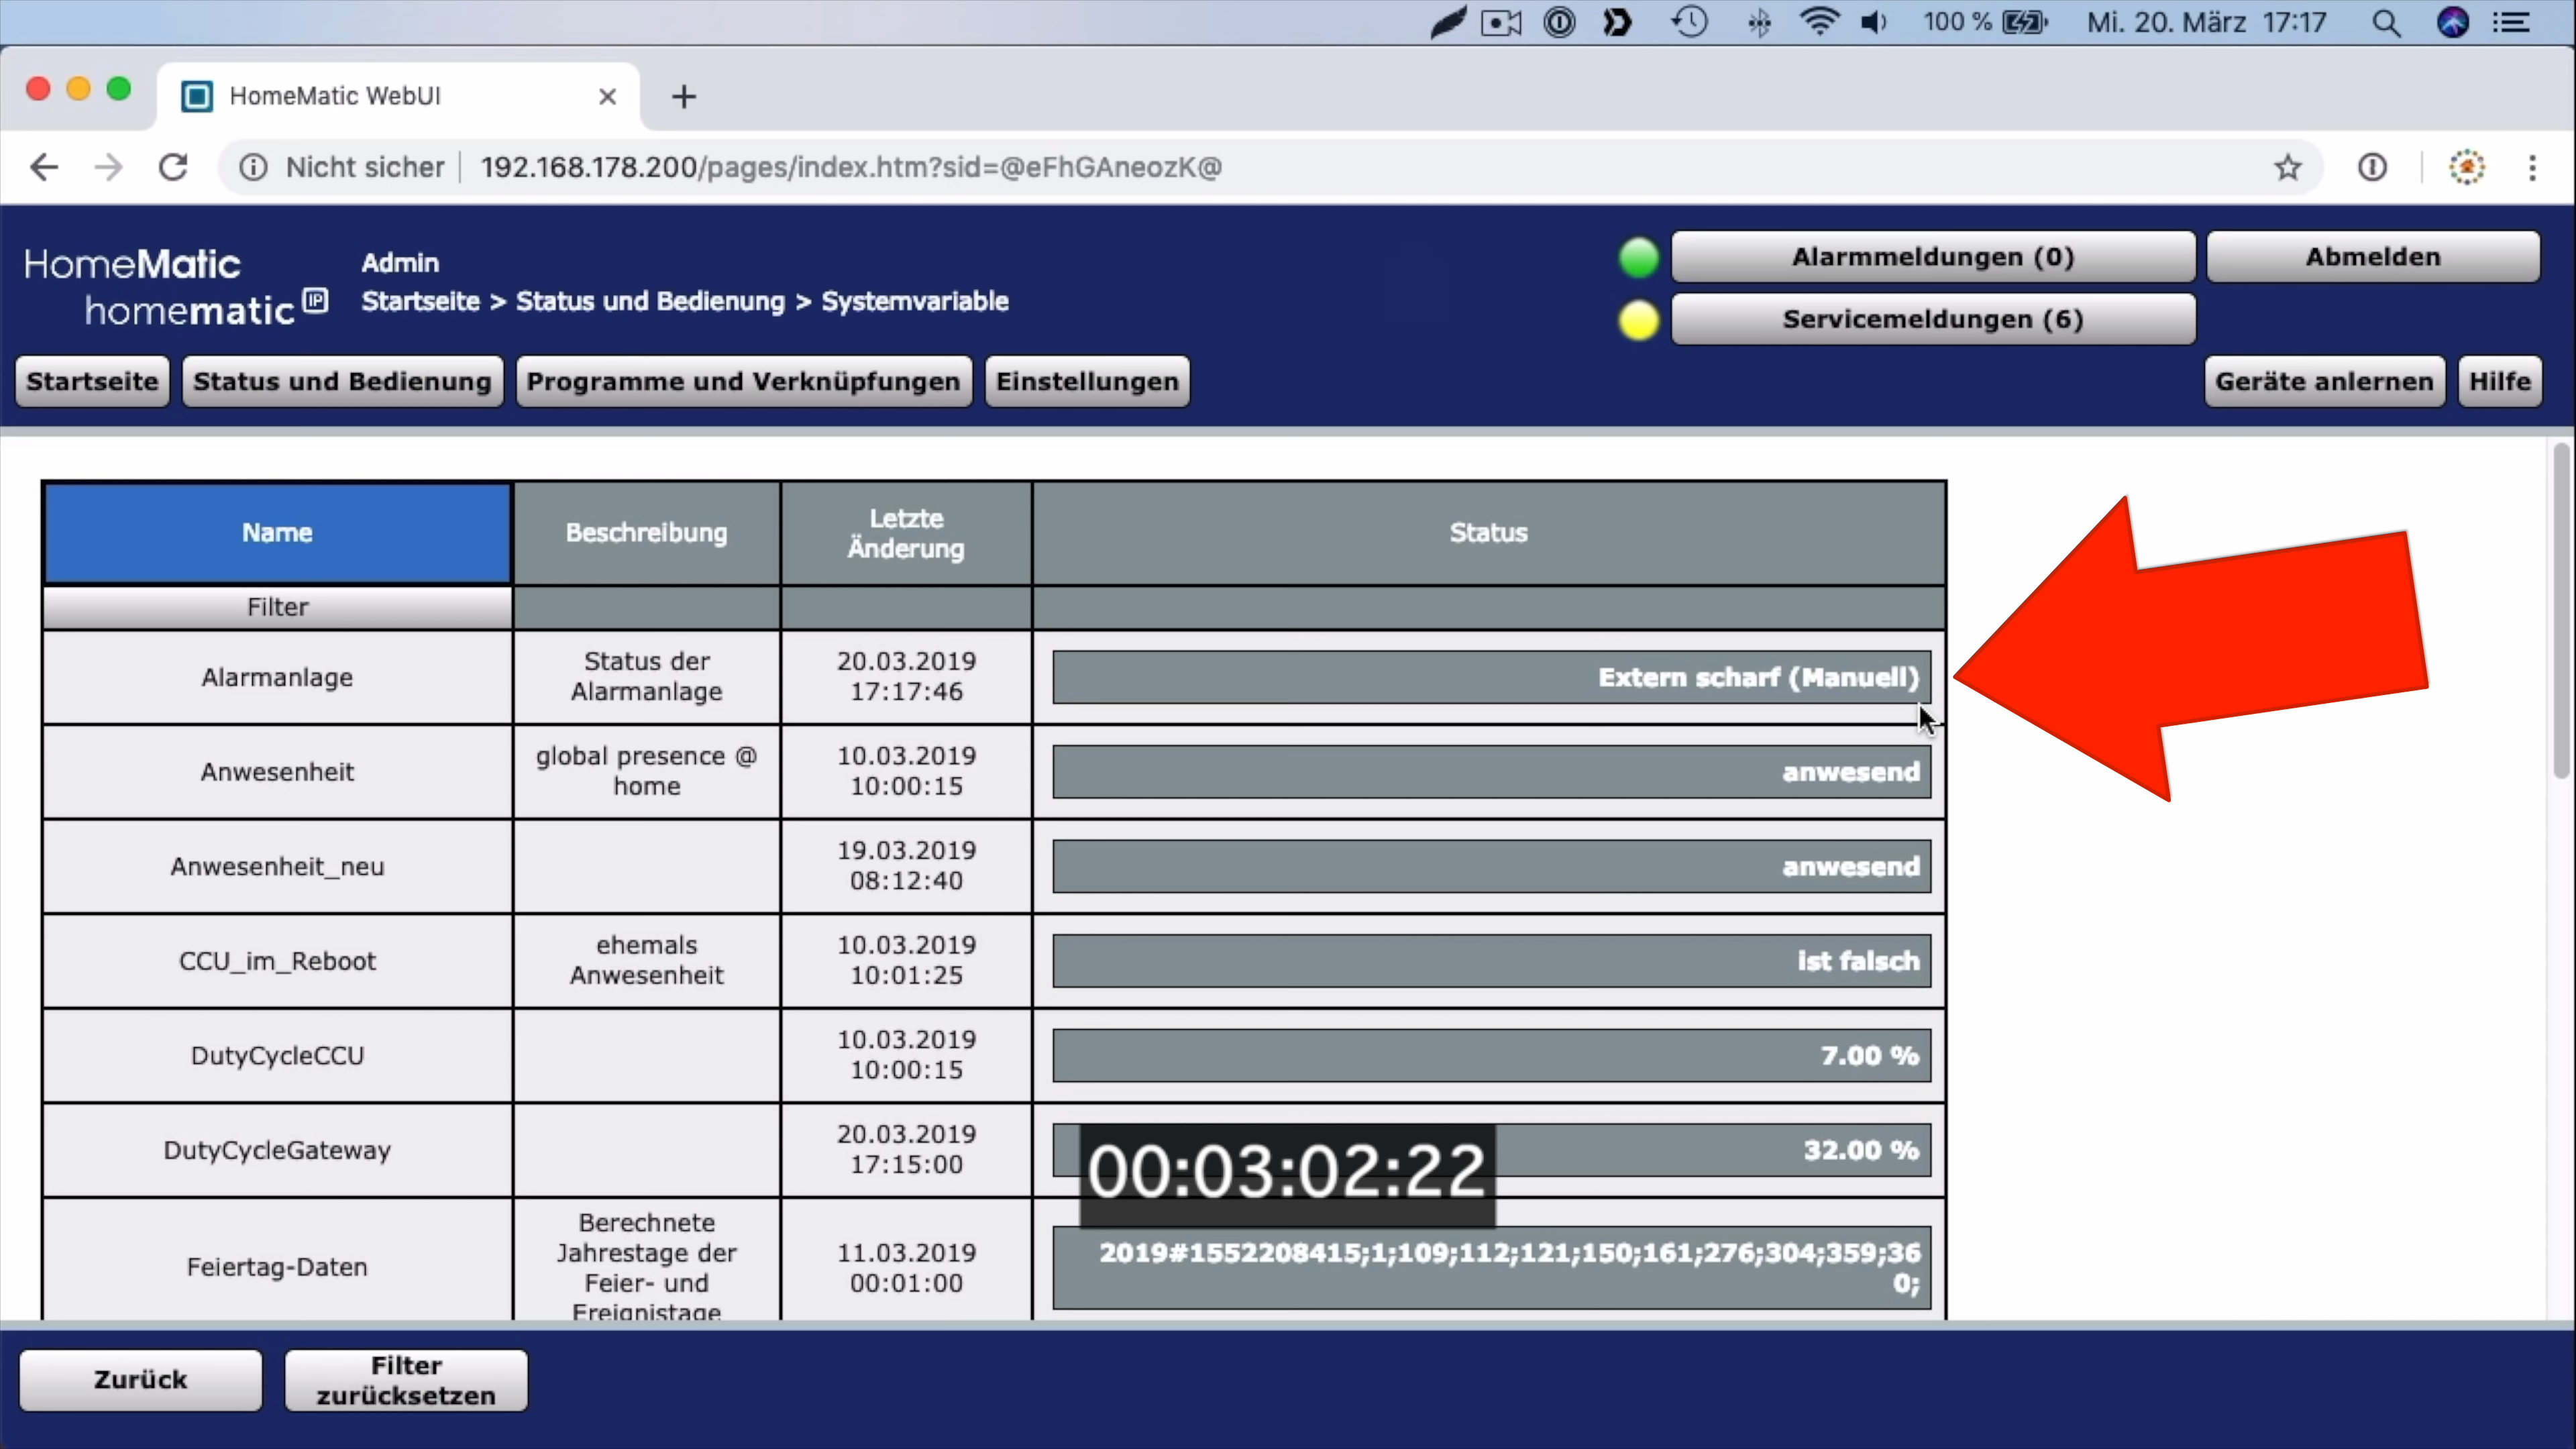 100 %
Mi. 20. März 17:17
HomeMatic WebUI
Nicht sicher
192.168.178.200/pages/index.htm?sid=@eFhGAneozK@
HomeMatic
homematic IP
Admin
Startseite > Status und Bedienung > Systemvariable
Alarmmeldungen (0)
Abmelden
Servicemeldungen (6)
Startseite
Status und Bedienung
Programme und Verknüpfungen
Einstellungen
Geräte anlernen
Hilfe
Name
Beschreibung
Letzte
Änderung
Status
Filter
Alarmanlage
Status der
Alarmanlage
20.03.2019
17:17:46
Extern scharf (Manuell)
Anwesenheit
global presence @
home
10.03.2019
10:00:15
anwesend
Anwesenheit_neu
19.03.2019
08:12:40
anwesend
CCU_im_Reboot
ehemals
Anwesenheit
10.03.2019
10:01:25
ist falsch
DutyCycleCCU
10.03.2019
10:00:15
7.00 %
DutyCycleGateway
20.03.2019
17:15:00
32.00 %
00:03:02:22
Feiertag-Daten
Berechnete
Jahrestage der
Feier- und
Ereignistage
11.03.2019
00:01:00
2019#1552208415;1;109;112;121;150;161;276;304;359;36
0;
Zurück
Filter
zurücksetzen